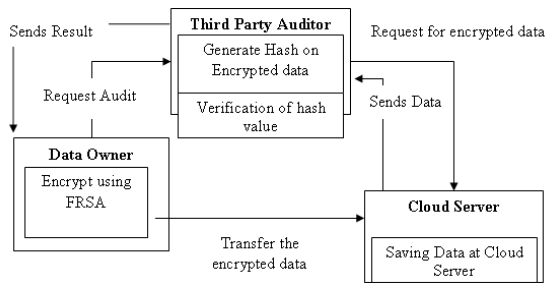 Third Party Auditor
Generate Hash on
Encrypted data
Verification of hash
value
Sends Result
Request Audit
Request for encrypted data
Sends Data
Data Owner
Encrypt using
FRSA
Transfer the
encrypted data
Cloud Server
Saving Data at Cloud
Server